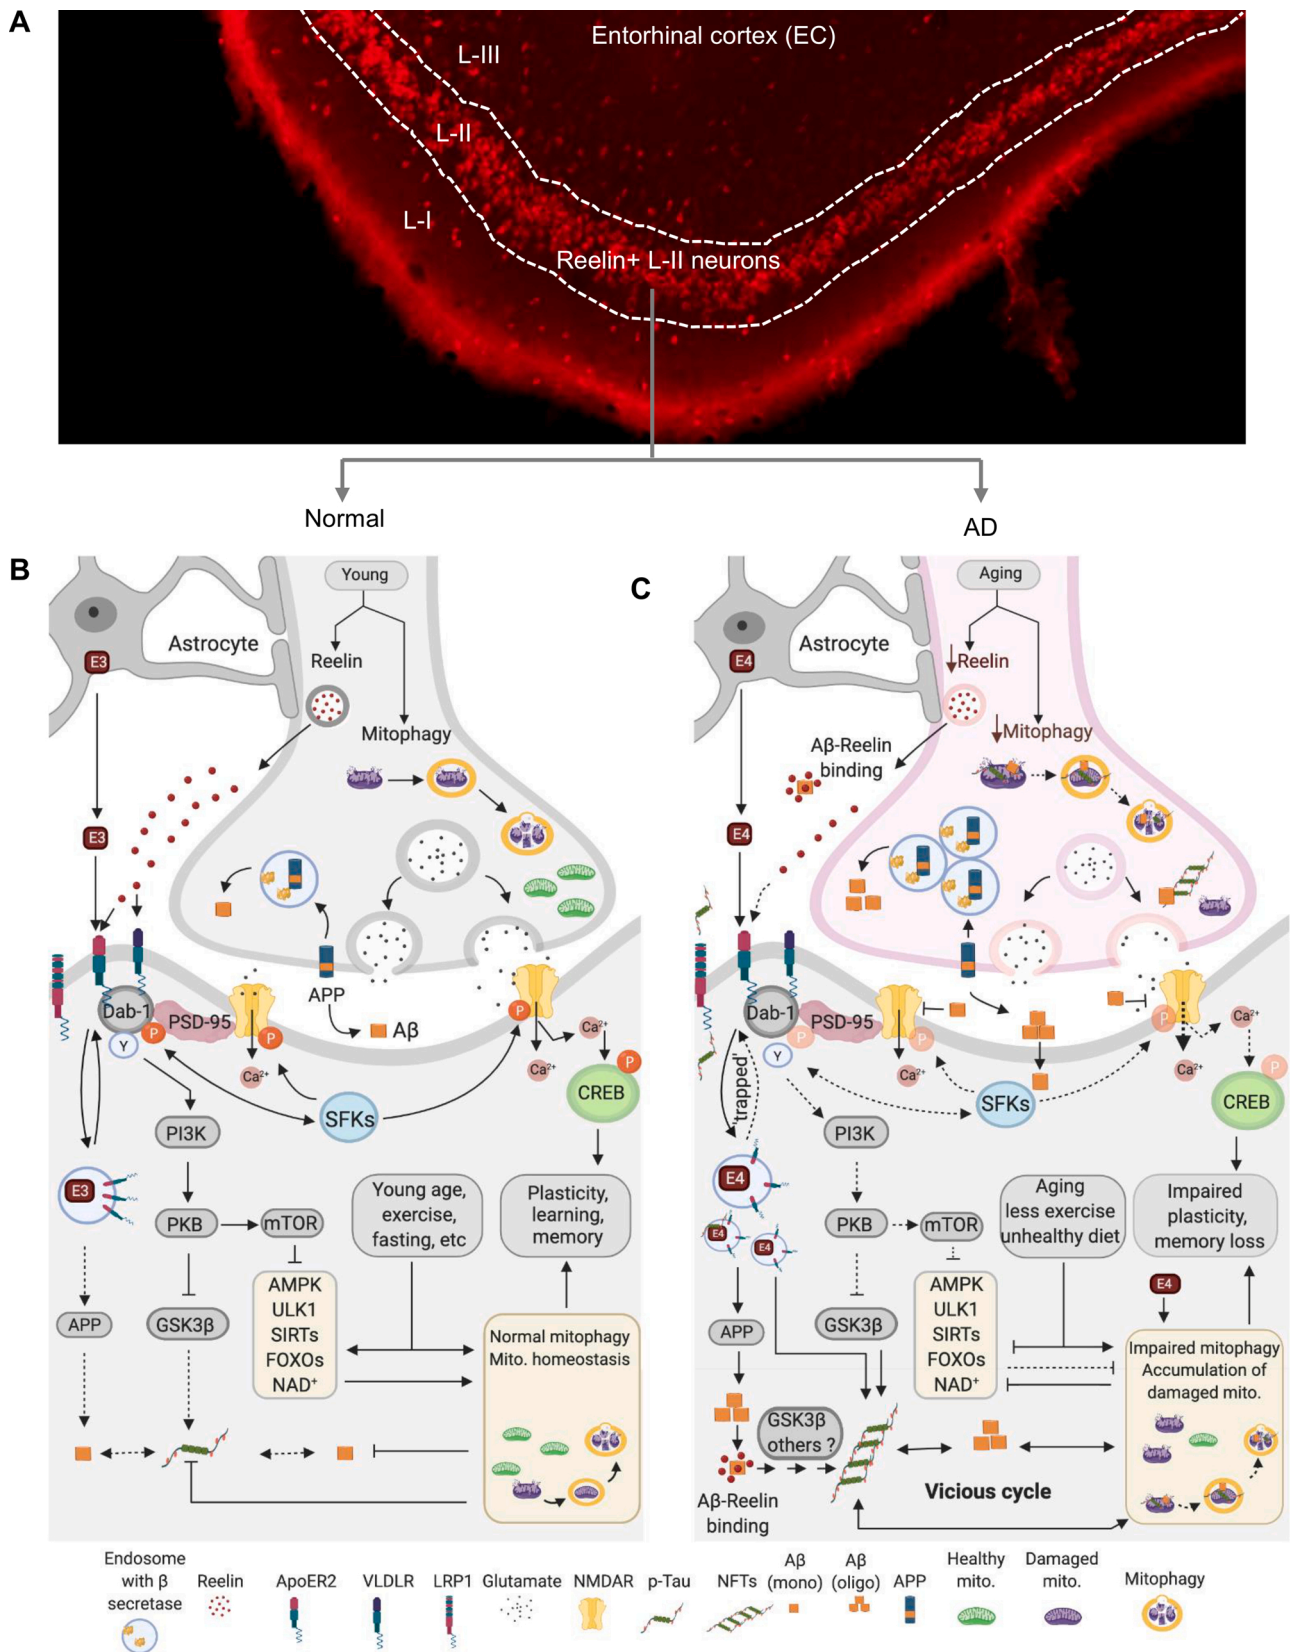 A
Entorhinal cortex (EC)
L-III
L-II
L-I
Reelin+ L-II neurons
Normal
AD
B
Young
Astrocyte
E3
Reelin
Mitophagy
E3
APP
Aβ
Dab-1
Y
P
PSD-95
P
Ca²⁺
P
Ca²⁺
Ca²⁺
P
CREB
SFKs
PI3K
E3
PKB
mTOR
Young age,
exercise,
fasting, etc
Plasticity,
learning,
memory
AMPK
ULK1
SIRTs
FOXOs
NAD⁺
APP
GSK3β
Normal mitophagy
Mito. homeostasis
C
Aging
Astrocyte
E4
Reelin
Mitophagy
Aβ-Reelin
binding
E4
Dab-1
Y
P
PSD-95
P
Ca²⁺
P
Ca²⁺
Ca²⁺
P
CREB
SFKs
'trapped'
PI3K
E4
E4
E4
PKB
mTOR
Aging
less exercise
unhealthy diet
Impaired
plasticity,
memory loss
E4
AMPK
ULK1
SIRTs
FOXOs
NAD⁺
APP
GSK3β
Impaired mitophagy
Accumulation of
damaged mito.
GSK3β
others ?
Aβ-Reelin
binding
Vicious cycle
Endosome
with β
secretase
Reelin
ApoER2
VLDLR
LRP1
Glutamate
NMDAR
p-Tau
NFTs
Aβ
(mono)
Aβ
(oligo)
APP
Healthy
mito.
Damaged
mito.
Mitophagy